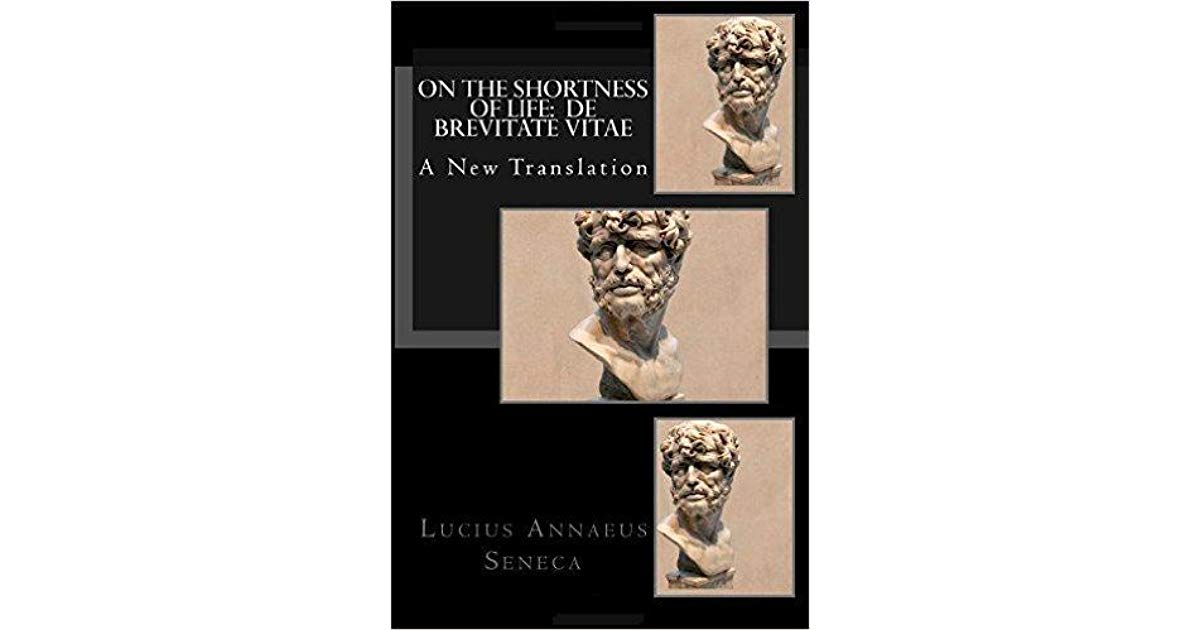 ON THE SHORTNESS
OF LIFE: DE
BREVITATE VITAE
A New Translation
Lucius Annaeus
Seneca